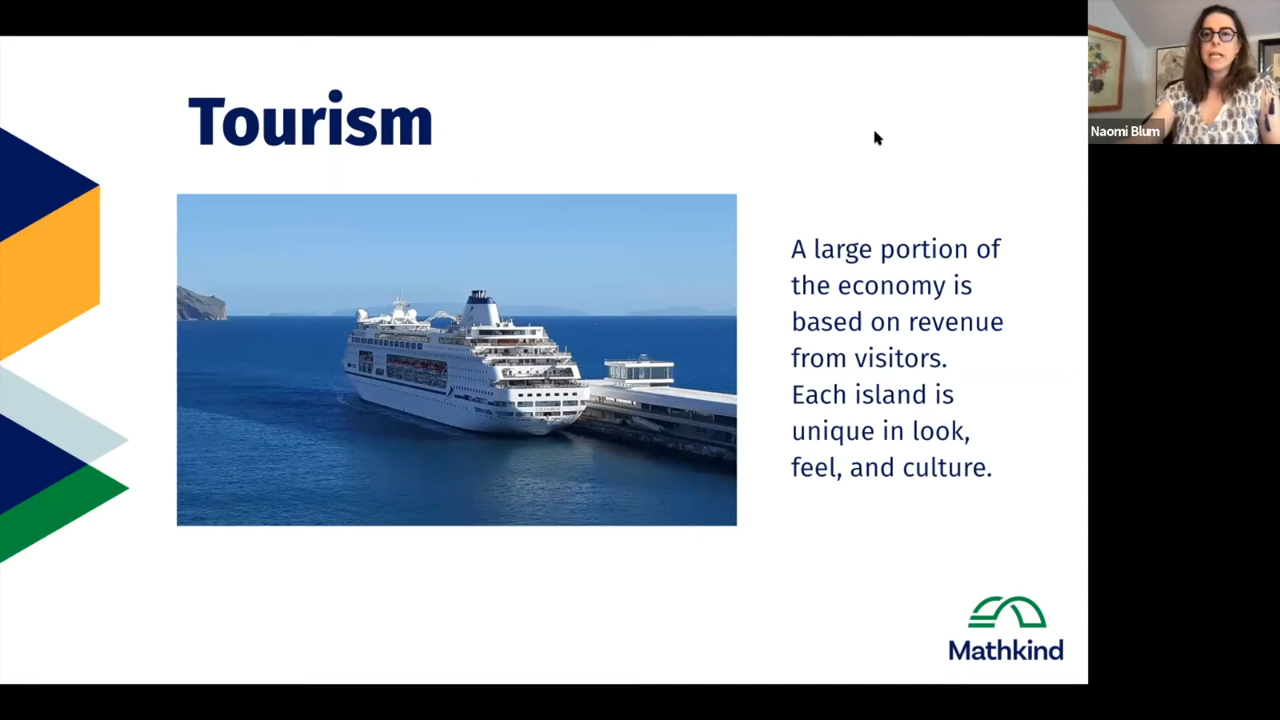 Tourism
A large portion of
the economy is
based on revenue
from visitors.
Each island is
unique in look,
feel, and culture.
Mathkind
Naomi Blum